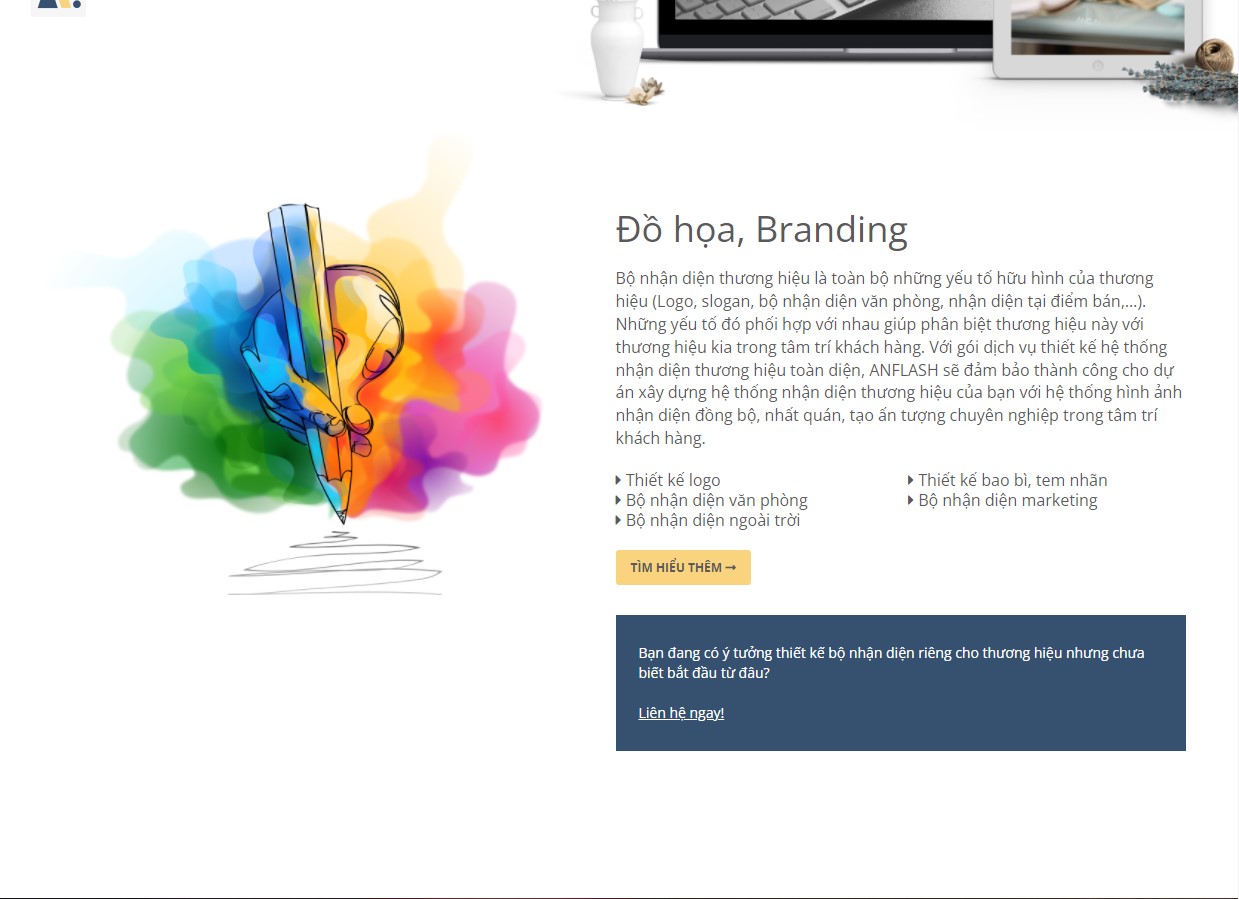 Đồ họa, Branding
Bộ nhận diện thương hiệu là toàn bộ những yếu tố hữu hình của thương
hiệu (Logo, slogan, bộ nhận diện văn phòng, nhận diện tại điểm bán,...).
Những yếu tố đó phối hợp với nhau giúp phân biệt thương hiệu này với
thương hiệu kia trong tâm trí khách hàng. Với gói dịch vụ thiết kế hệ thống
nhận diện thương hiệu toàn diện, ANFLASH sẽ đảm bảo thành công cho dự
án xây dựng hệ thống nhận diện thương hiệu của bạn với hệ thống hình ảnh
nhận diện đồng bộ, nhất quán, tạo ấn tượng chuyên nghiệp trong tâm trí
khách hàng.
Thiết kế logo
Bộ nhận diện văn phòng
Bộ nhận diện ngoài trời
Thiết kế bao bì, tem nhãn
Bộ nhận diện marketing
TÌM HIỂU THÊM →
Bạn đang có ý tưởng thiết kế bộ nhận diện riêng cho thương hiệu nhưng chưa
biết bắt đầu từ đâu?
Liên hệ ngay!